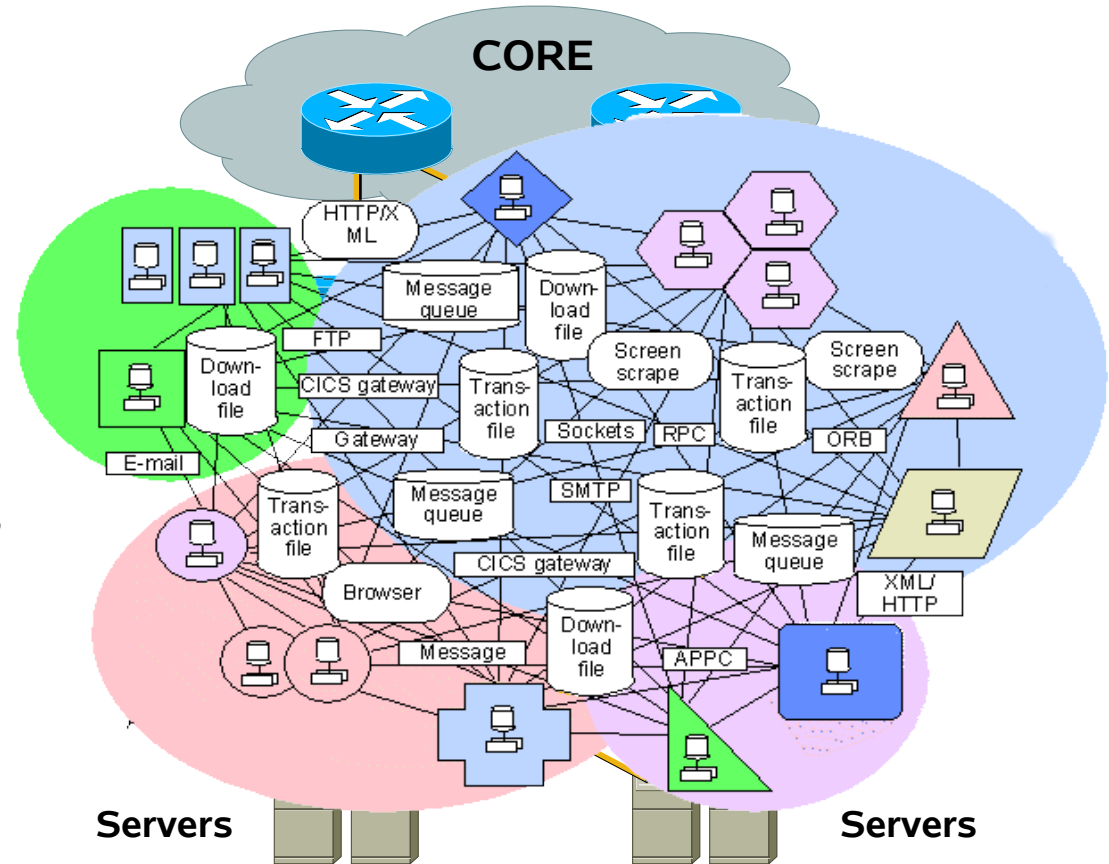 CORE
HTTP/X
ML
Message
queue
Down-
load
file
FTP
Down-
load
file
CICS gateway
Trans-
action
file
Screen
scrape
Trans-
action
file
Screen
scrape
Gateway
Sockets
RPC
ORB
E-mail
Trans-
action
file
Message
queue
SMTP
Trans-
action
file
Message
queue
CICS gateway
XML/
HTTP
Browser
Down-
load
file
Message
APPC
Servers
Servers